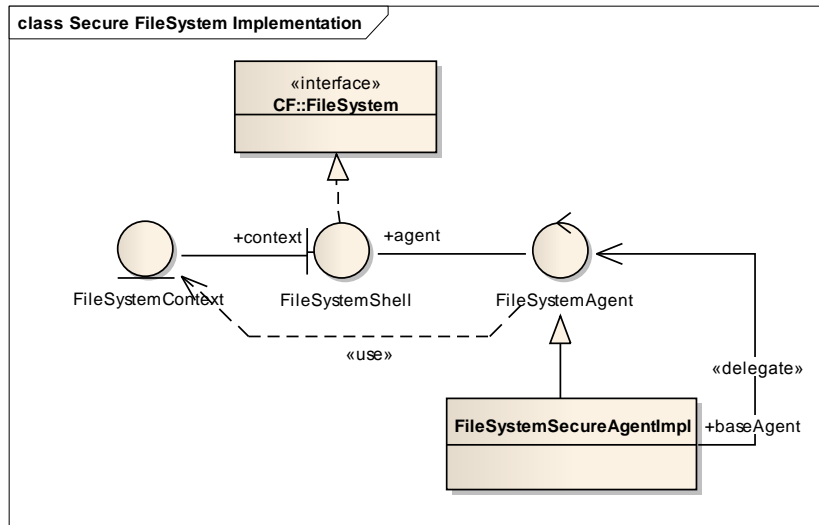 class Secure FileSystem Implementation
«interface»
CF::FileSystem
+context
+agent
FileSystemContext
FileSystemShell
FileSystemAgent
«use»
«delegate»
FileSystemSecureAgentImpl
+baseAgent